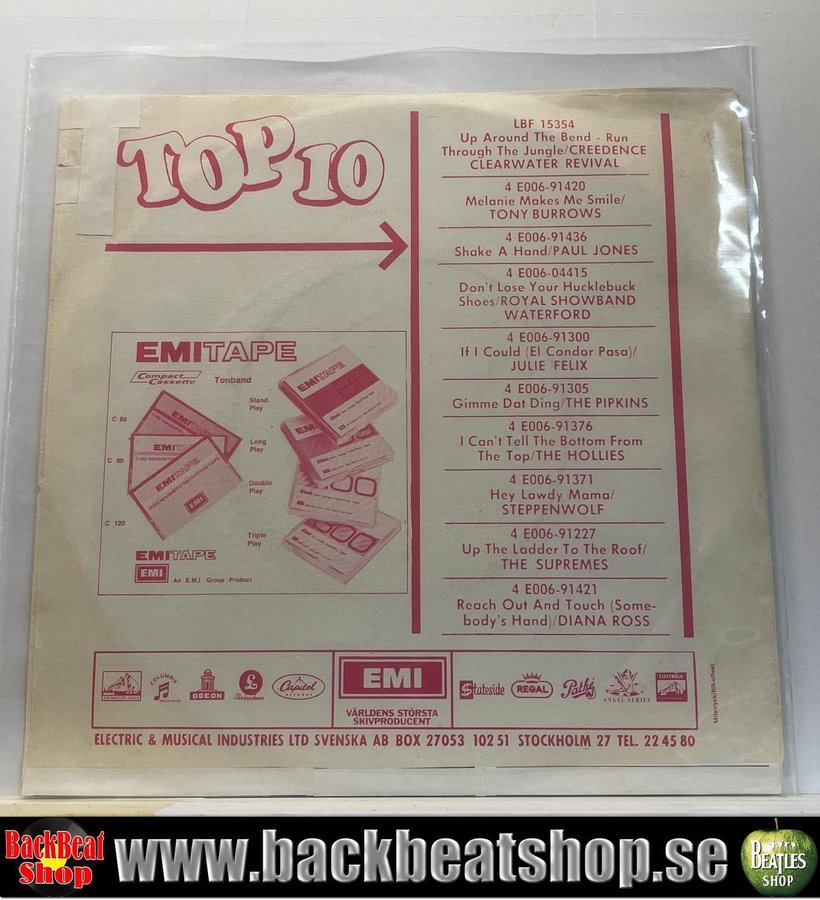 TOP 10
LBF 15354
Up Around The Bend - Run
Through The Jungle/CREEDENCE
CLEARWATER REVIVAL
4 E006-91420
Melanie Makes Me Smile/
TONY BURROWS
4 E006-91436
Shake A Hand/PAUL JONES
4 E006-04415
Don't Lose Your Hucklebuck
Shoes/ROYAL SHOWBAND
WATERFORD
4 E006-91300
If I Could (El Condor Pasa)/
JULIE FELIX
4 E006-91305
Gimme Dat Ding/THE PIPKINS
4 E006-91376
I Can't Tell The Bottom From
The Top/THE HOLLIES
4 E006-91371
Hey Lawdy Mama/
STEPPENWOLF
4 E006-91227
Up The Ladder To The Roof/
THE SUPREMES
4 E006-91421
Reach Out And Touch (Some-
body's Hand)/DIANA ROSS
EMITAPE
Compact Cassette
Tonband
Stand. Play
Long Play
Double Play
Triple Play
C 60
C 90
C 120
EMITAPE
EMITAPE
EMI
EMITAPE
EMITAPE
EMI
An E.M.I. Group Product
COLUMBIA
ODEON
Parlophone
Capitol
RECORDS
EMI
VÄRLDENS STÖRSTA
SKIVPRODUCENT
Stateside
REGAL
Pathé
ANGEL SERIES
ELECTROLA
ELECTRIC & MUSICAL INDUSTRIES LTD SVENSKA AB BOX 27053 102 51 STOCKHOLM 27 TEL. 22 45 80
BackBeat
Shop
www.backbeatshop.se
BEATLES
SHOP